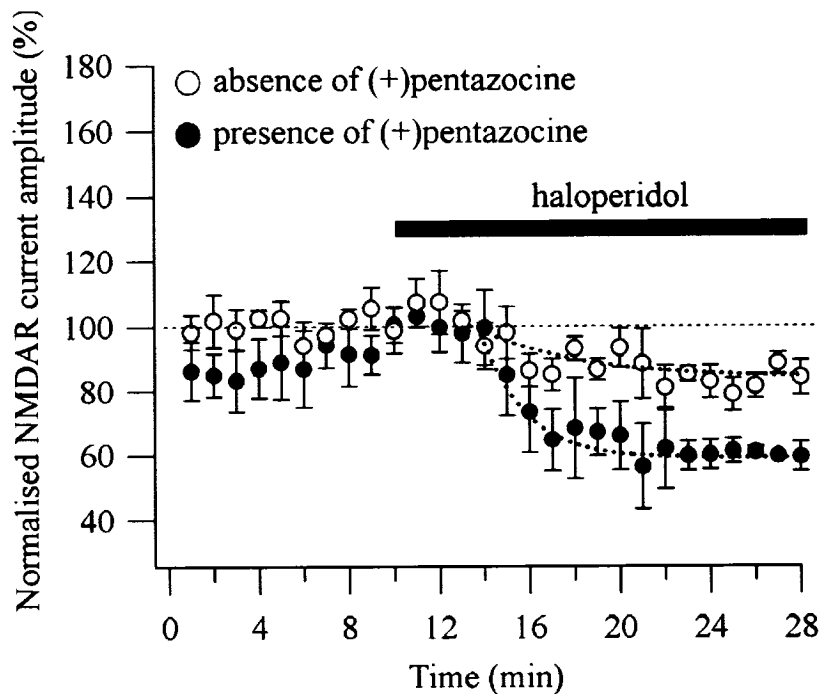 Normalised NMDAR current amplitude (%)
180
160
140
120
100
80
60
40
absence of (+)pentazocine
presence of (+)pentazocine
haloperidol
0 4 8 12 16 20 24 28
Time (min)